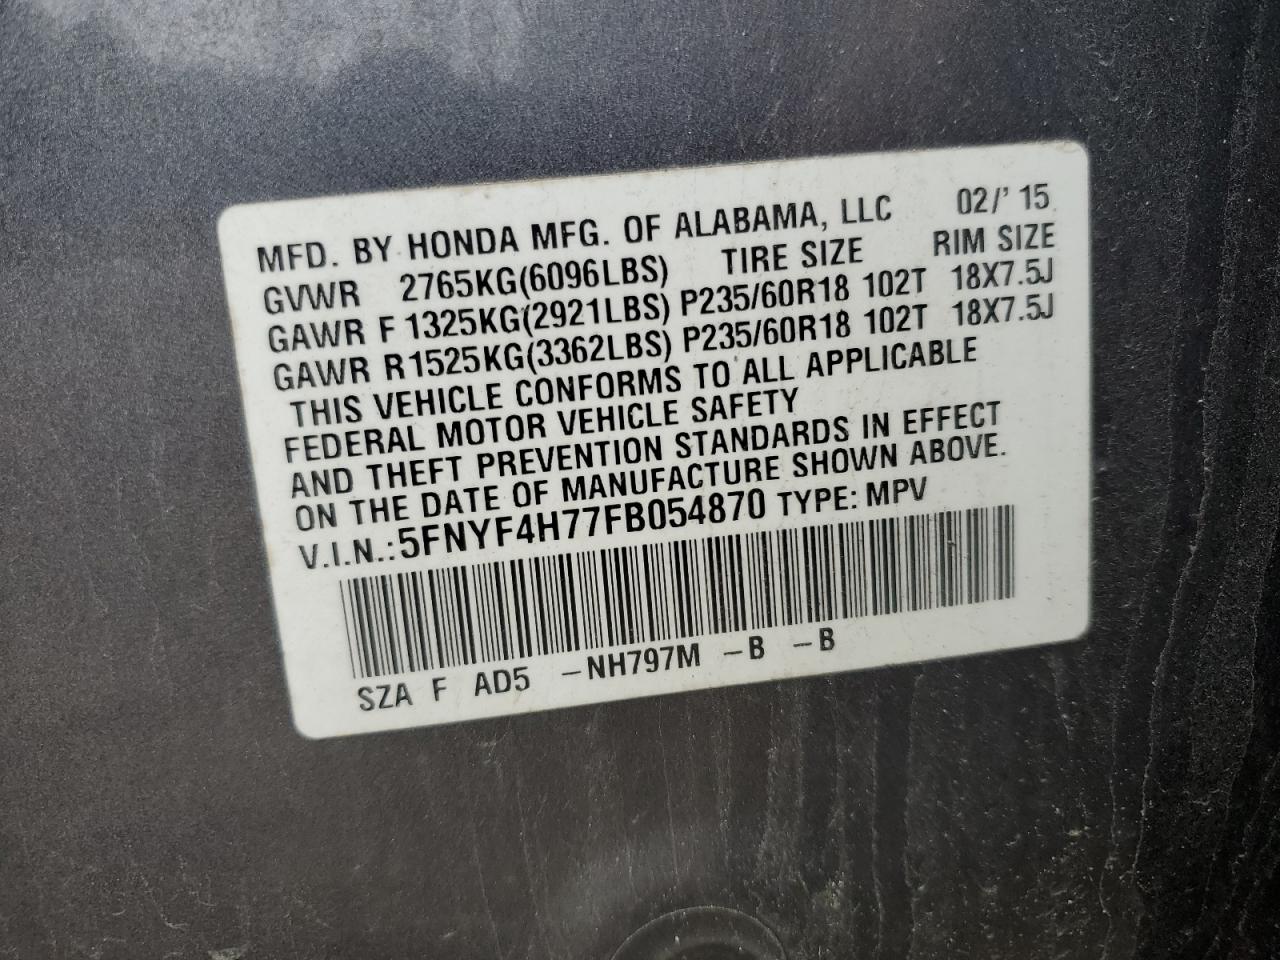 MFD. BY HONDA MFG. OF ALABAMA, LLC 02/'15
GVWR 2765KG(6096LBS) TIRE SIZE RIM SIZE
GAWR F 1325KG(2921LBS) P235/60R18 102T 18X7.5J
GAWR R 1525KG(3362LBS) P235/60R18 102T 18X7.5J
THIS VEHICLE CONFORMS TO ALL APPLICABLE
FEDERAL MOTOR VEHICLE SAFETY
AND THEFT PREVENTION STANDARDS IN EFFECT
ON THE DATE OF MANUFACTURE SHOWN ABOVE.
V.I.N.:5FNYF4H77FB054870 TYPE: MPV
SZA F AD5 -NH797M -B -B